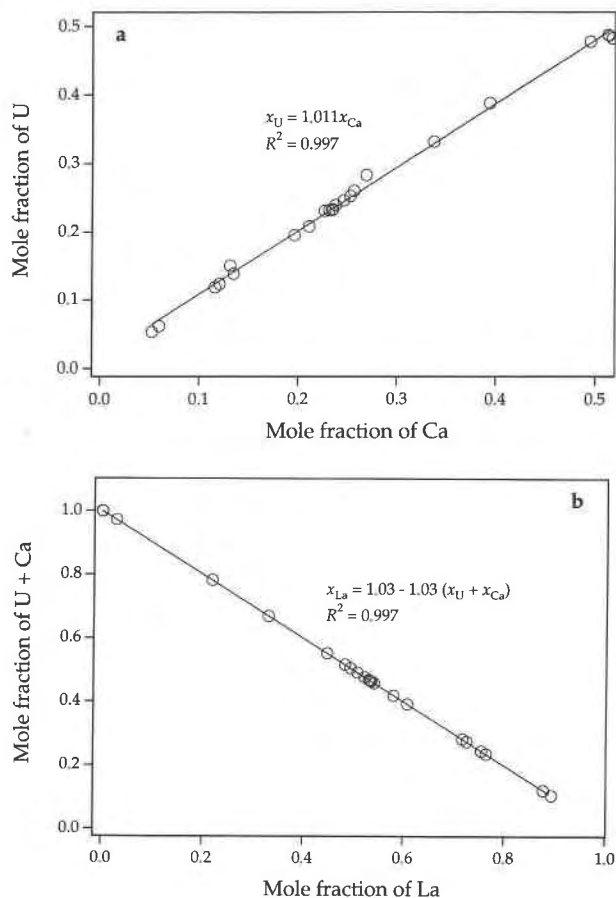 a
0.5
0.4
0.3
0.2
0.1
0.0
Mole fraction of U
x_U = 1.011x_Ca
R² = 0.997
0.0 0.1 0.2 0.3 0.4 0.5
Mole fraction of Ca
b
1.0
0.8
0.6
0.4
0.2
0.0
Mole fraction of U + Ca
x_La = 1.03 - 1.03 (x_U + x_Ca)
R² = 0.997
0.0 0.2 0.4 0.6 0.8 1.0
Mole fraction of La